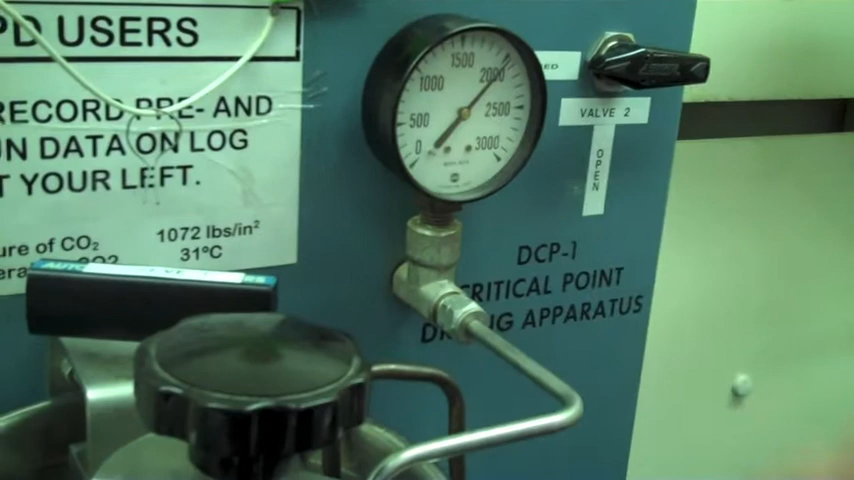 PD USERS
RECORD PRE- AND
UN DATA ON LOG
YOUR LEFT.
ure of CO2 1072 lbs/in2
31°C
0
500
1000
1500
2000
2500
3000
VALVE 2
OPEN
DCP-1
CRITICAL POINT
APPARATUS